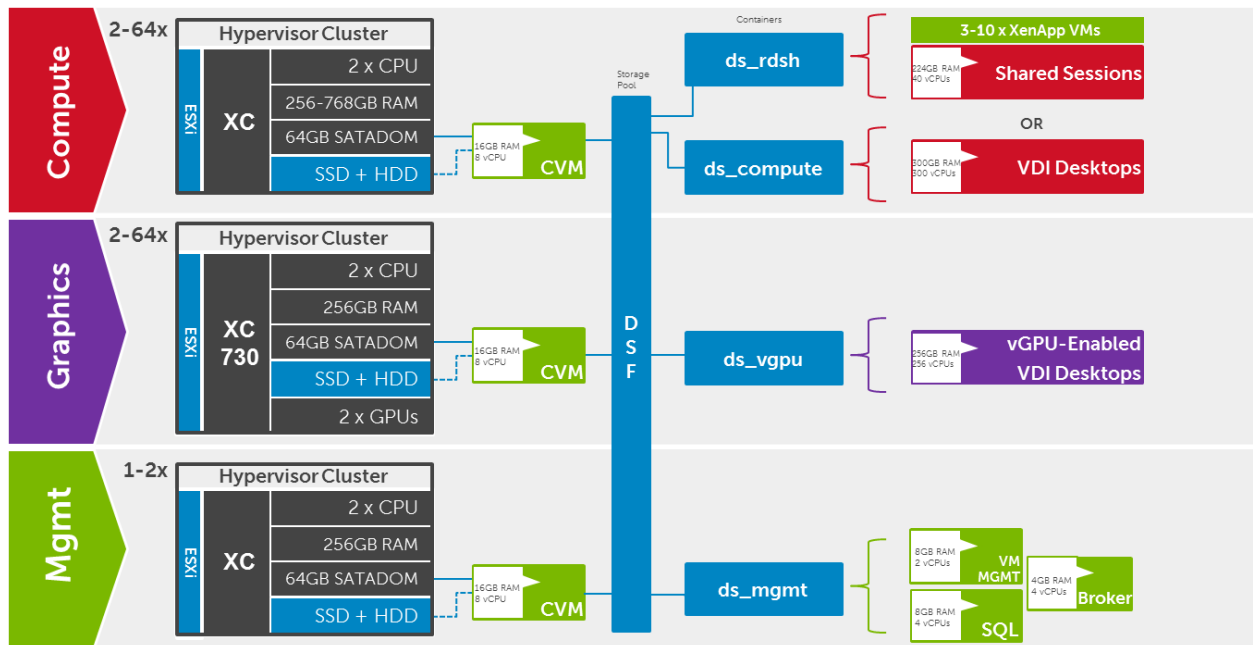 Compute
2-64x
Hypervisor Cluster
ESXi
XC
2 x CPU
256-768GB RAM
64GB SATADOM
SSD + HDD
16GB RAM
8 vCPU
CVM
Storage
Pool
DSF
Containers
ds_rdsh
ds_compute
3-10 x XenApp VMs
224GB RAM
40 vCPUs
Shared Sessions
OR
300GB RAM
300 vCPUs
VDI Desktops
Graphics
2-64x
Hypervisor Cluster
ESXi
XC
730
2 x CPU
256GB RAM
64GB SATADOM
SSD + HDD
2 x GPUs
16GB RAM
8 vCPU
CVM
ds_vgpu
256GB RAM
256 vCPUs
vGPU-Enabled
VDI Desktops
Mgmt
1-2x
Hypervisor Cluster
ESXi
XC
2 x CPU
256GB RAM
64GB SATADOM
SSD + HDD
16GB RAM
8 vCPU
CVM
ds_mgmt
8GB RAM
2 vCPUs
VM
MGMT
4GB RAM
4 vCPUs
Broker
8GB RAM
4 vCPUs
SQL